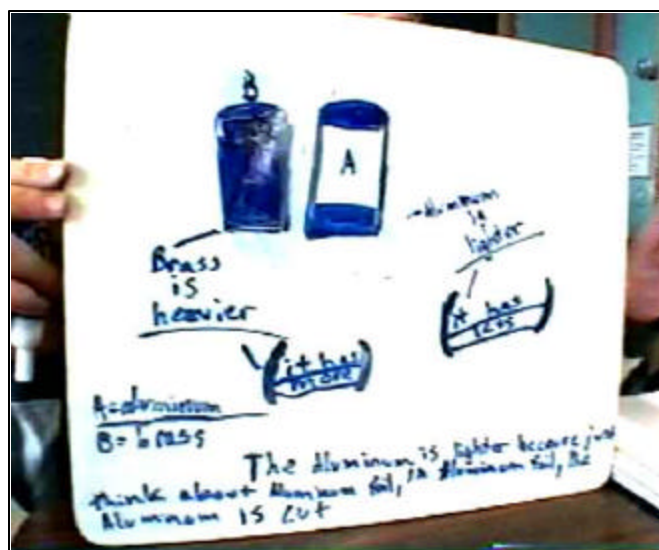 B
A
Brass
is
heavier
Aluminum
is
lighter
it has
more
it has
less
A=aluminum
B=brass
The Aluminum is lighter because just
think about Aluminum foil, in Aluminum foil, the
Aluminum is cut